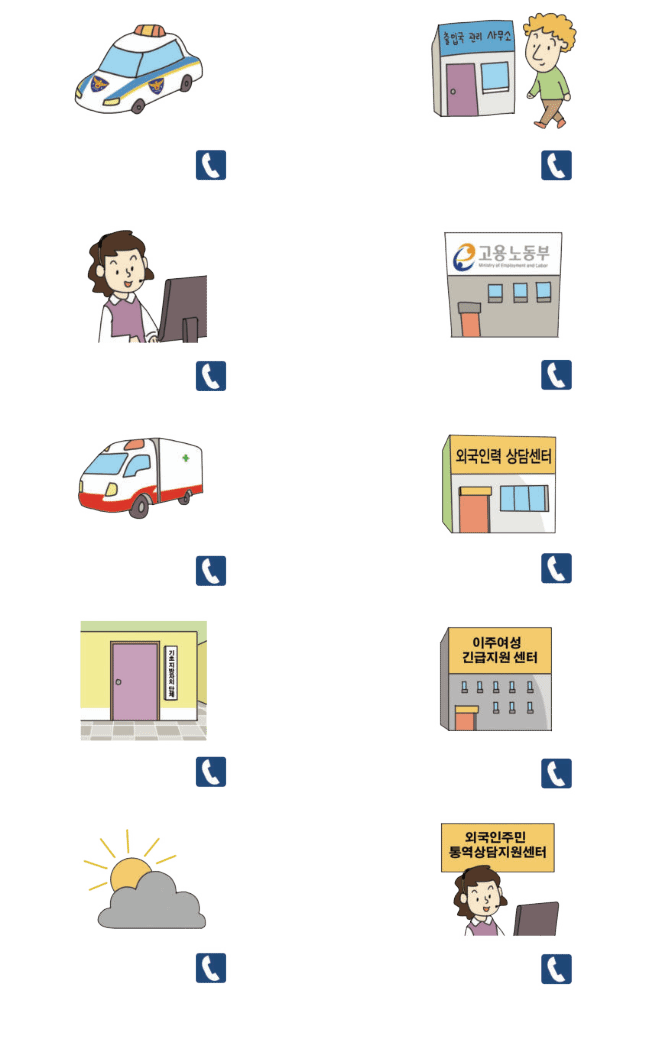 출입국 관리 사무소
고용노동부
Ministry of Employment and Labor
외국인력 상담센터
기초지방자치단체
이주여성
긴급지원 센터
외국인주민
통역상담지원센터